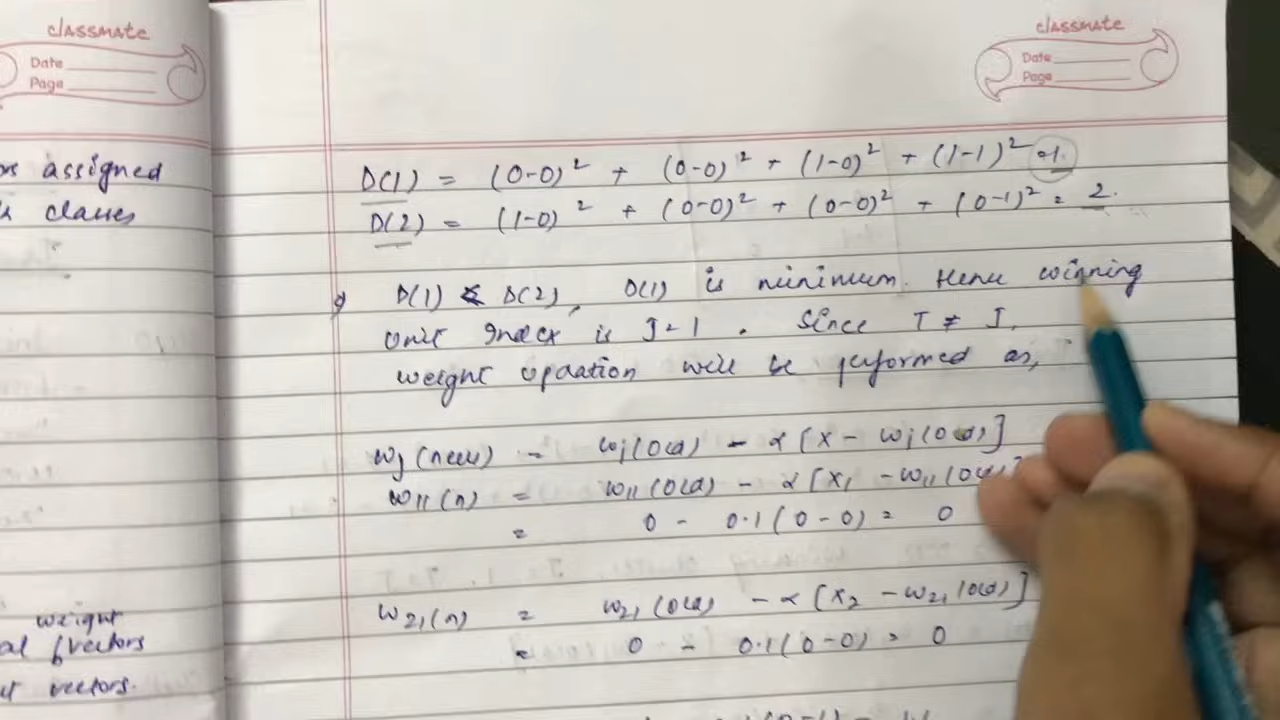 classmate
Date
Page
assigned
classes
weight
vectors
vectors.
classmate
Date
Page
D(1) = (0-0)² + (0-0)² + (1-0)² + (1-1)² = 1.
D(2) = (1-0)² + (0-0)² + (0-0)² + (0-1)² = 2.
D(1) < D(2), D(1) is minimum. Hence winning
unit index is J = 1. Since T ≠ J,
weight updation will be performed as,
wj (new) = wj (old) - α [x - wj (old)]
w11 (n) = w11 (old) - α [x1 - w11 (old)]
= 0 - 0.1 (0-0) = 0
w21 (n) = w21 (old) - α [x2 - w21 (old)]
= 0 - 0.1 (0-0) = 0